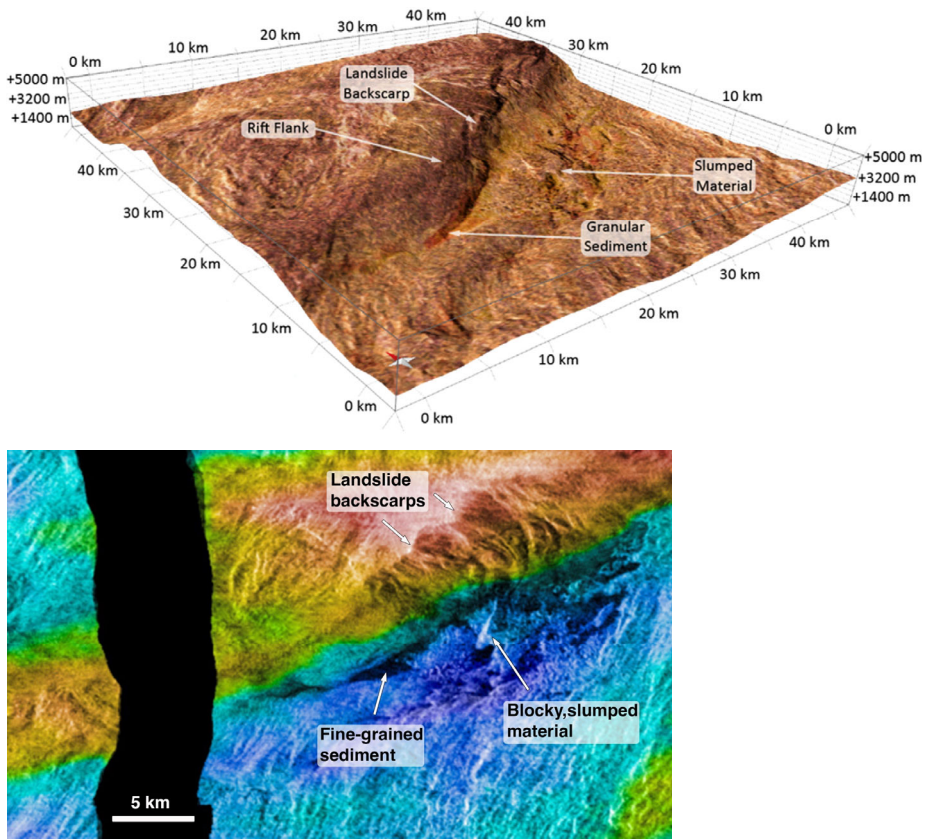 0 km
10 km
20 km
30 km
40 km
40 km
30 km
20 km
10 km
0 km
+5000 m
+3200 m
+1400 m
+5000 m
+3200 m
+1400 m
Landslide
Backscarp
Rift Flank
Slumped
Material
Granular
Sediment
40 km
30 km
20 km
10 km
0 km
0 km
10 km
20 km
30 km
40 km
Landslide
backscarps
Fine-grained
sediment
Blocky,slumped
material
5 km